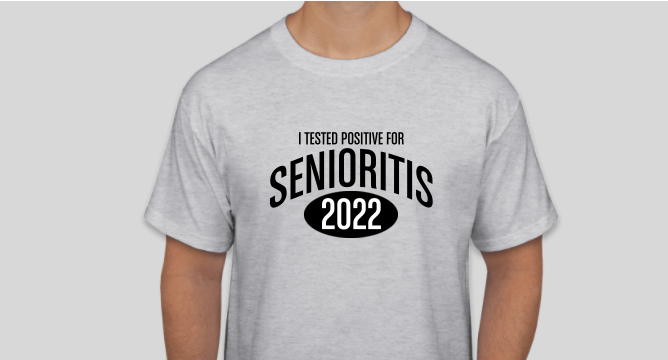 I TESTED POSITIVE FOR
SENIORITIS
2022